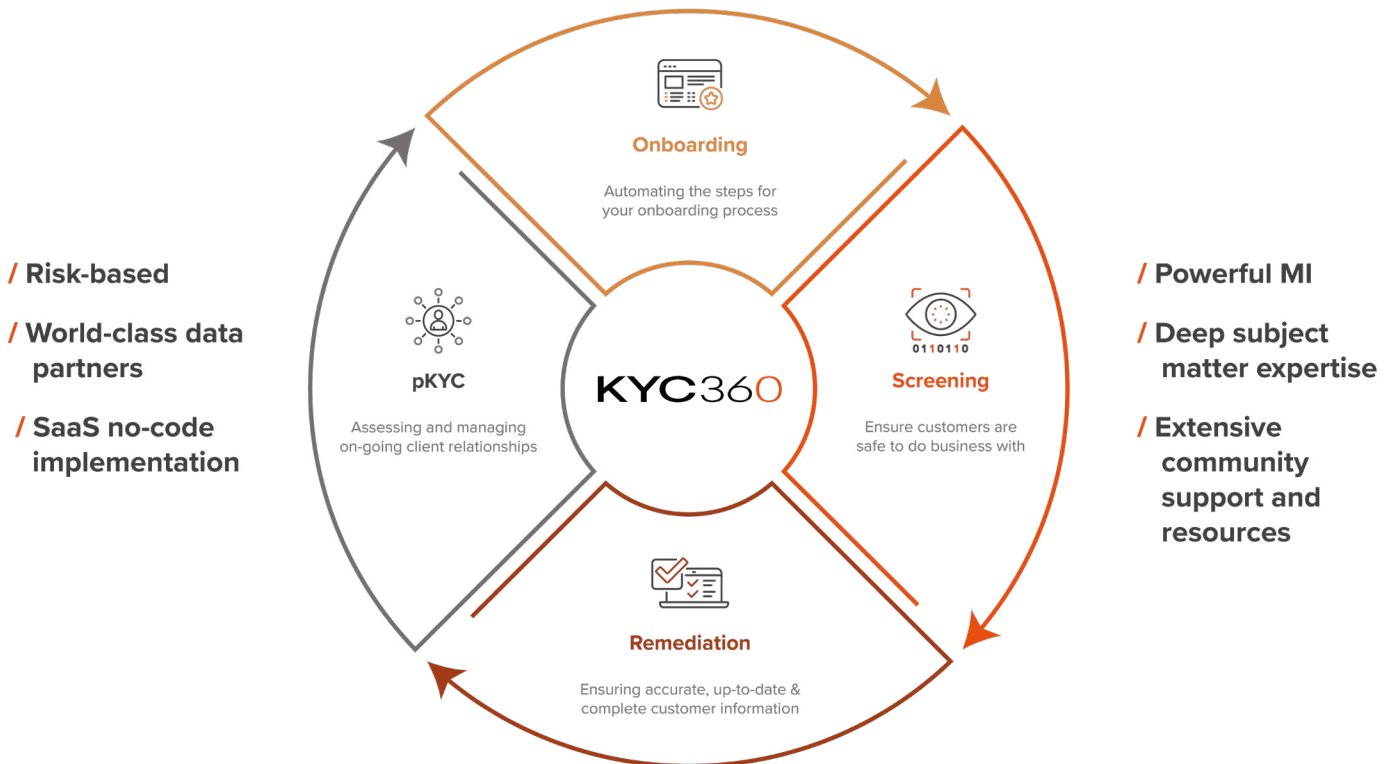 Onboarding
Automating the steps for
your onboarding process
/ Risk-based
/ World-class data
partners
/ SaaS no-code
implementation
pKYC
Assessing and managing
on-going client relationships
KYC360
0110110
Screening
Ensure customers are
safe to do business with
/ Powerful MI
/ Deep subject
matter expertise
/ Extensive
community
support and
resources
Remediation
Ensuring accurate, up-to-date &
complete customer information